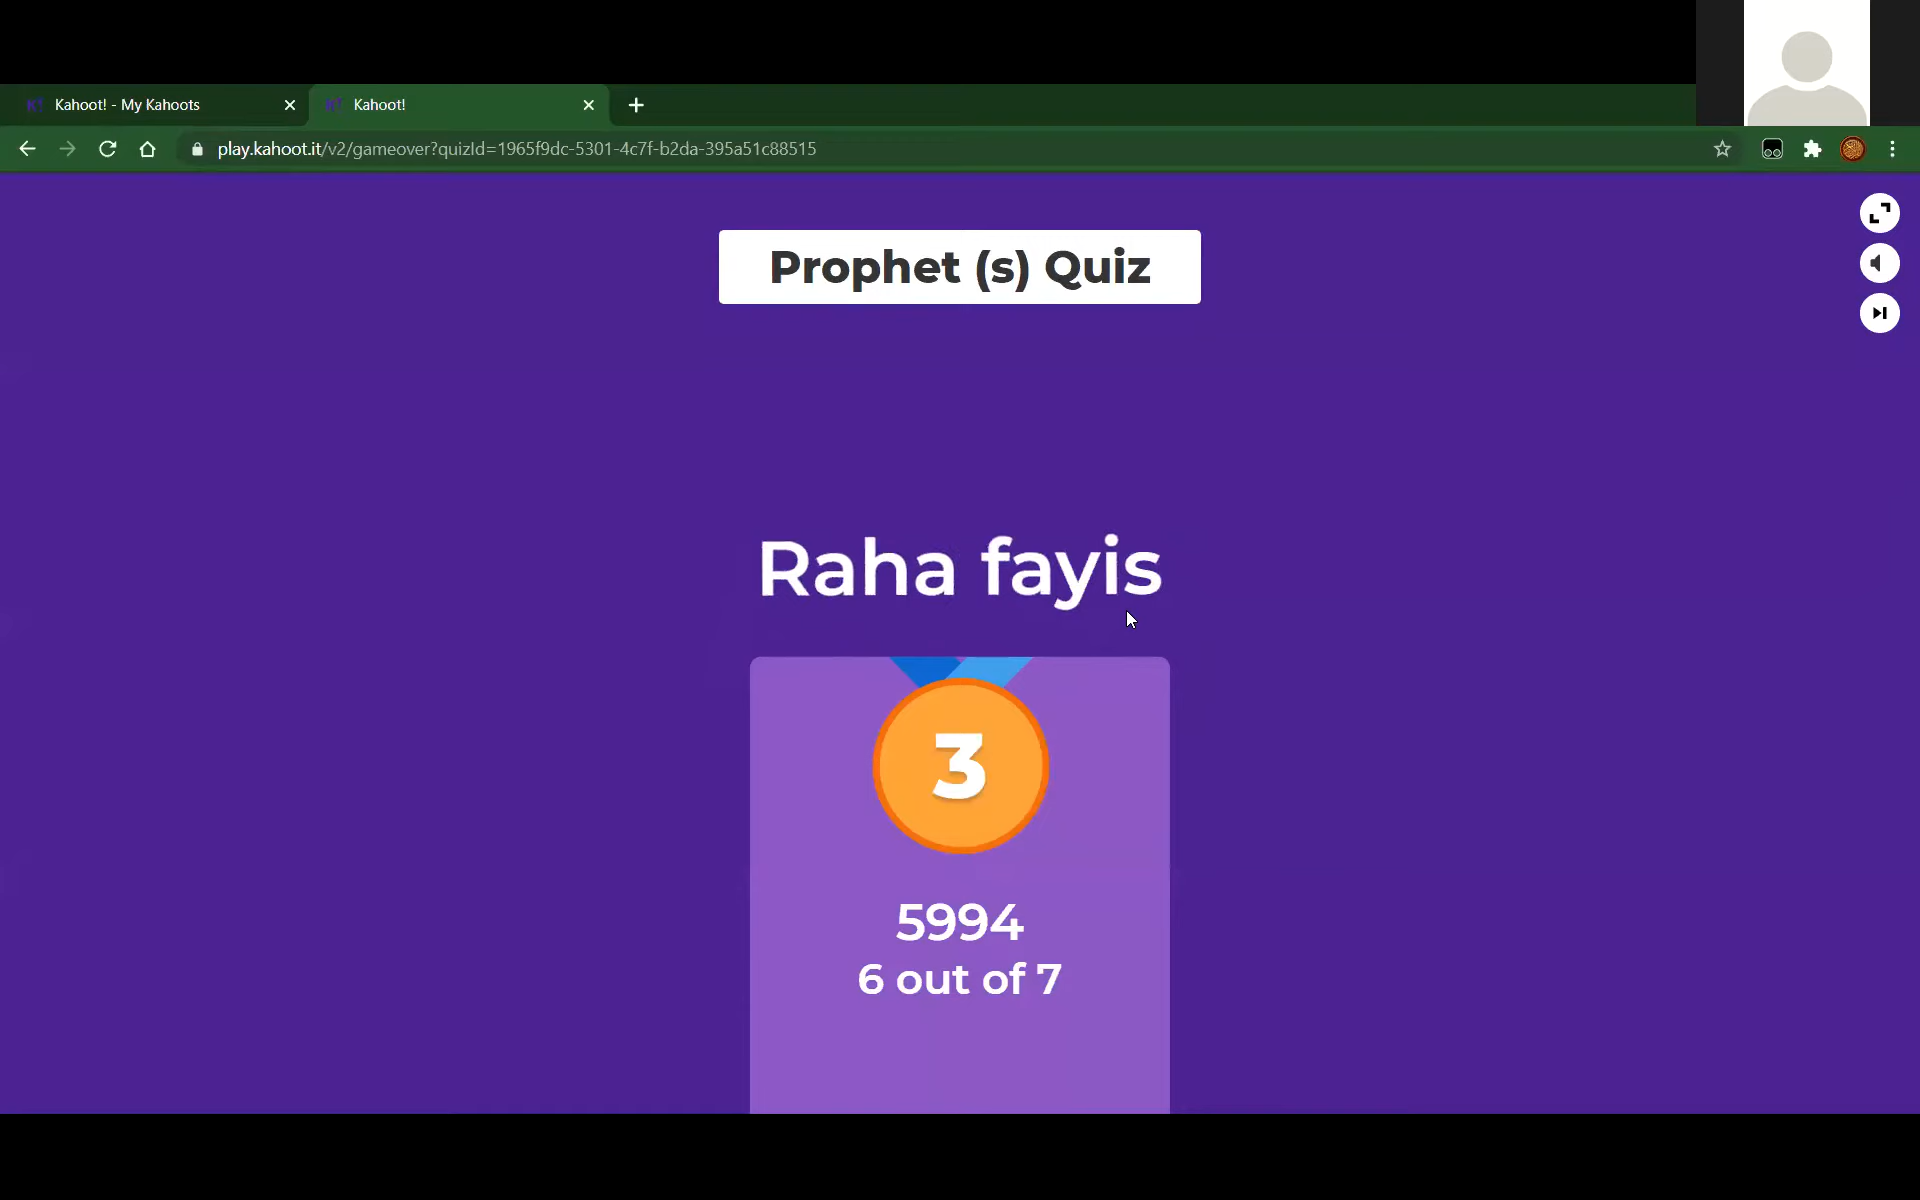 Kahoot! - My Kahoots
Kahoot!
play.kahoot.it/v2/gameover?quizId=1965f9dc-5301-4c7f-b2da-395a51c88515
Prophet (s) Quiz
Raha fayis
3
5994
6 out of 7